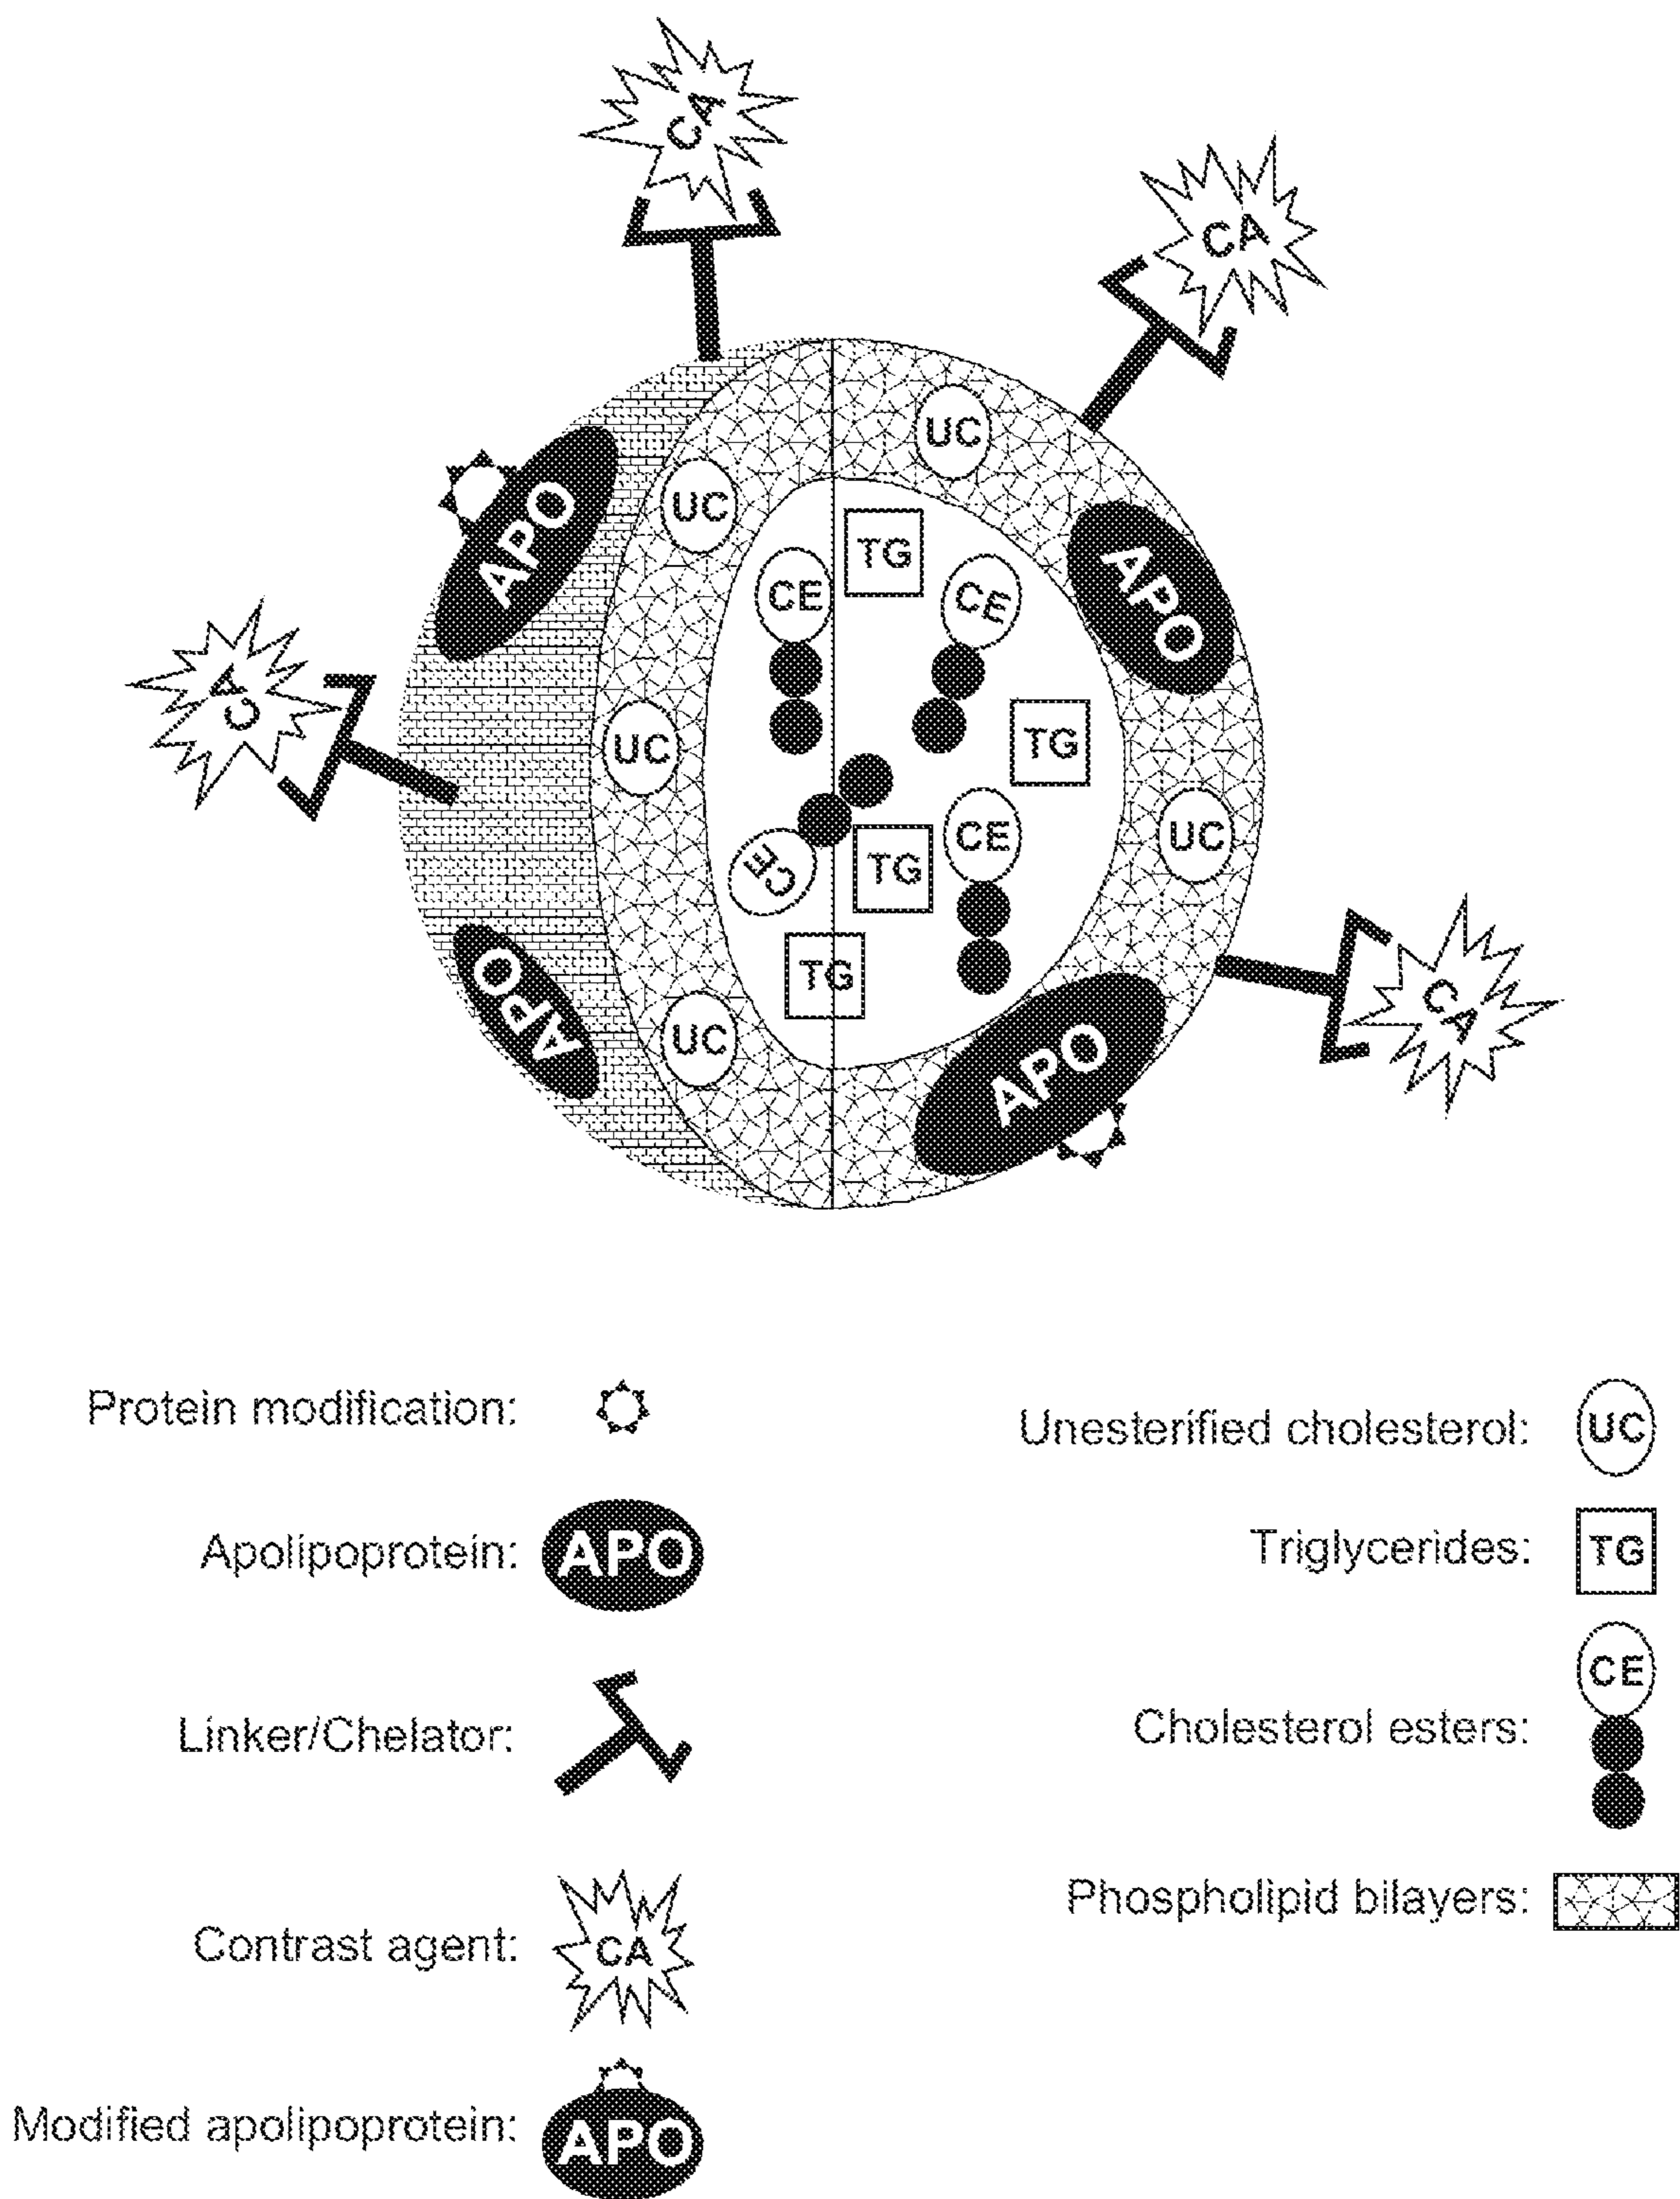 CA
CA
UC
APO
UC
TG
CE
CE
APO
CA
TG
UC
CE
UC
TG
CE
TG
APO
CA
UC
APO
Protein modification:
Unesterified cholesterol: UC
Apolipoprotein: APO
Triglycerides: TG
CE
Linker/Chelator:
Cholesterol esters:
Phospholipid bilayers:
Contrast agent: CA
Modified apolipoprotein: APO